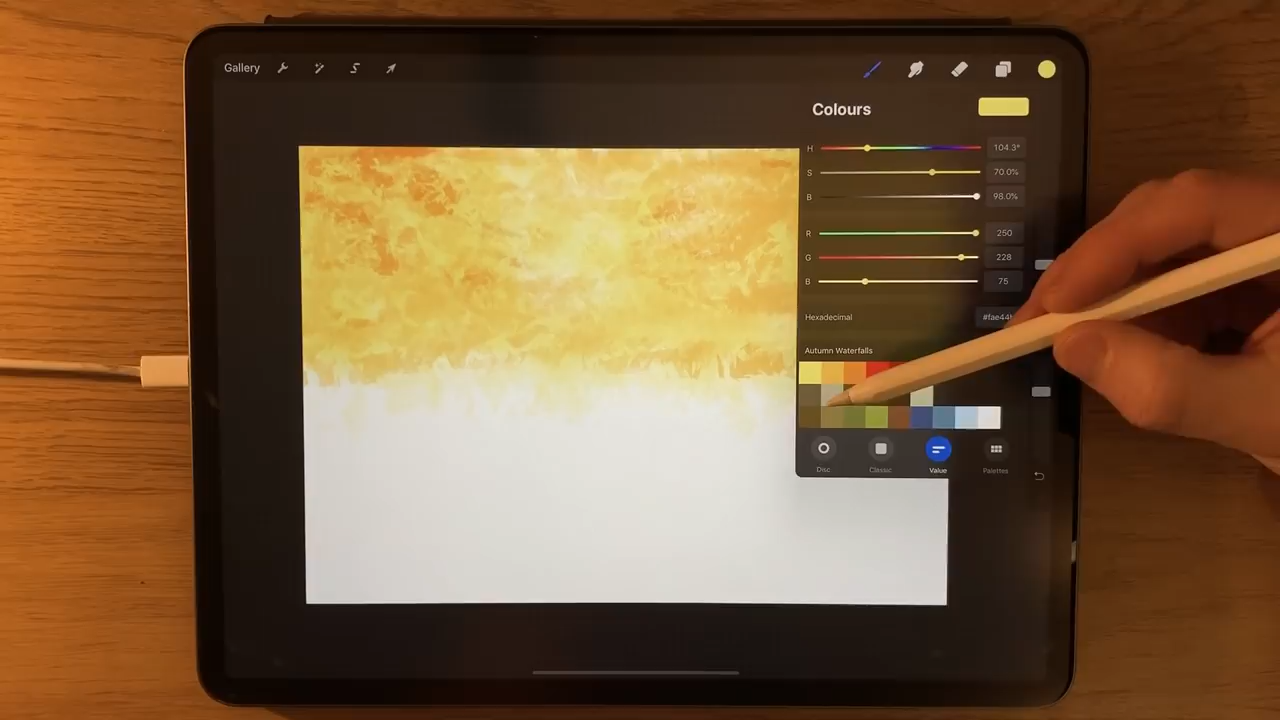 Gallery
Colours
H 104.3°
S 70.0%
B 98.0%
R 250
G 228
B 75
Hexadecimal
Autumn Waterfalls
Disc Classic Value Palettes